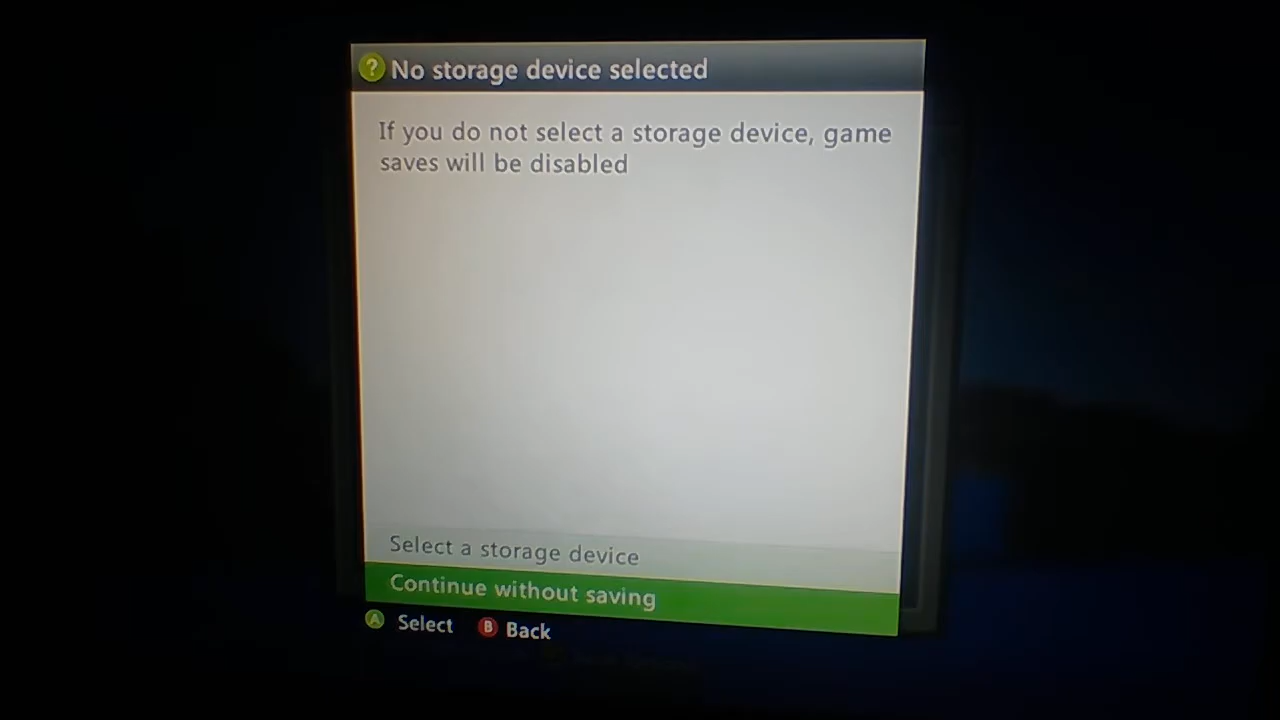 ? No storage device selected
If you do not select a storage device, game
saves will be disabled
Select a storage device
Continue without saving
A Select B Back